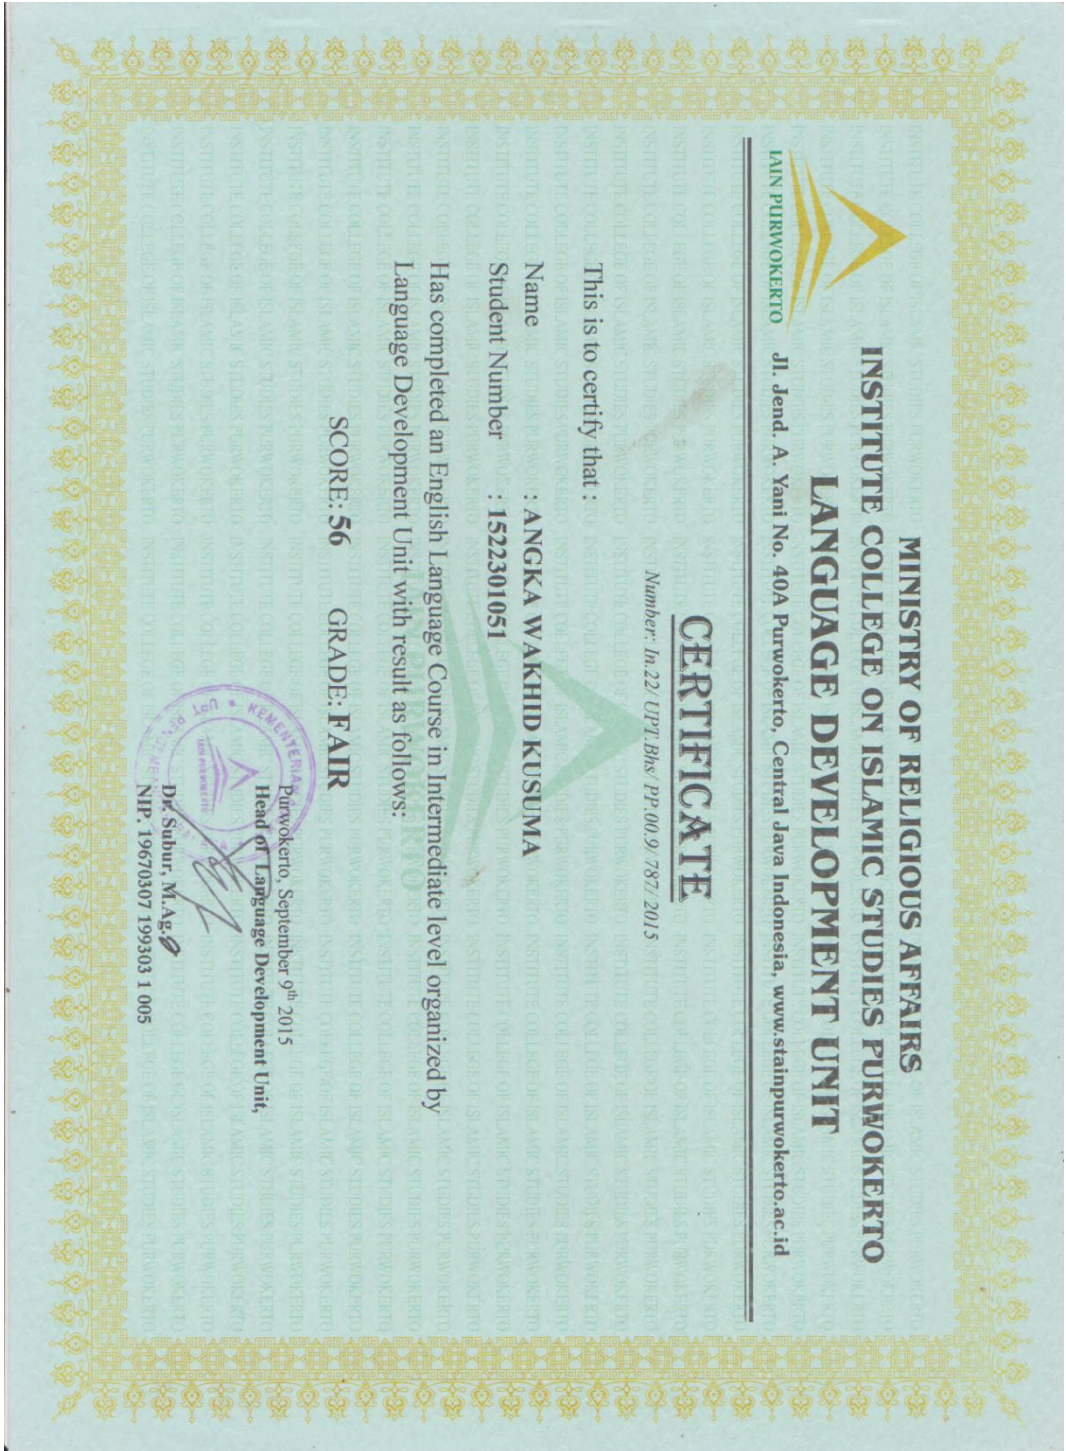 MINISTRY OF RELIGIOUS AFFAIRS
INSTITUTE COLLEGE ON ISLAMIC STUDIES PURWOKERTO
LANGUAGE DEVELOPMENT UNIT
IAIN PURWOKERTO
Jl. Jend. A. Yani No. 40A Purwokerto, Central Java Indonesia, www.stainpurwokerto.ac.id
CERTIFICATE
Number: In.22/ UPT.Bhs/ PP.00.9/ 787/ 2015
This is to certify that :
Name : ANGKA WAKHID KUSUMA
Student Number : 1522301051
Has completed an English Language Course in Intermediate level organized by
Language Development Unit with result as follows:
SCORE: 56 GRADE: FAIR
Purwokerto, September 9th 2015
Head of Language Development Unit,
KEMENTERIAN
UPT
IAIN PURWOKERTO
Dr. Subur, M.Ag.
NIP. 19670307 199303 1 005